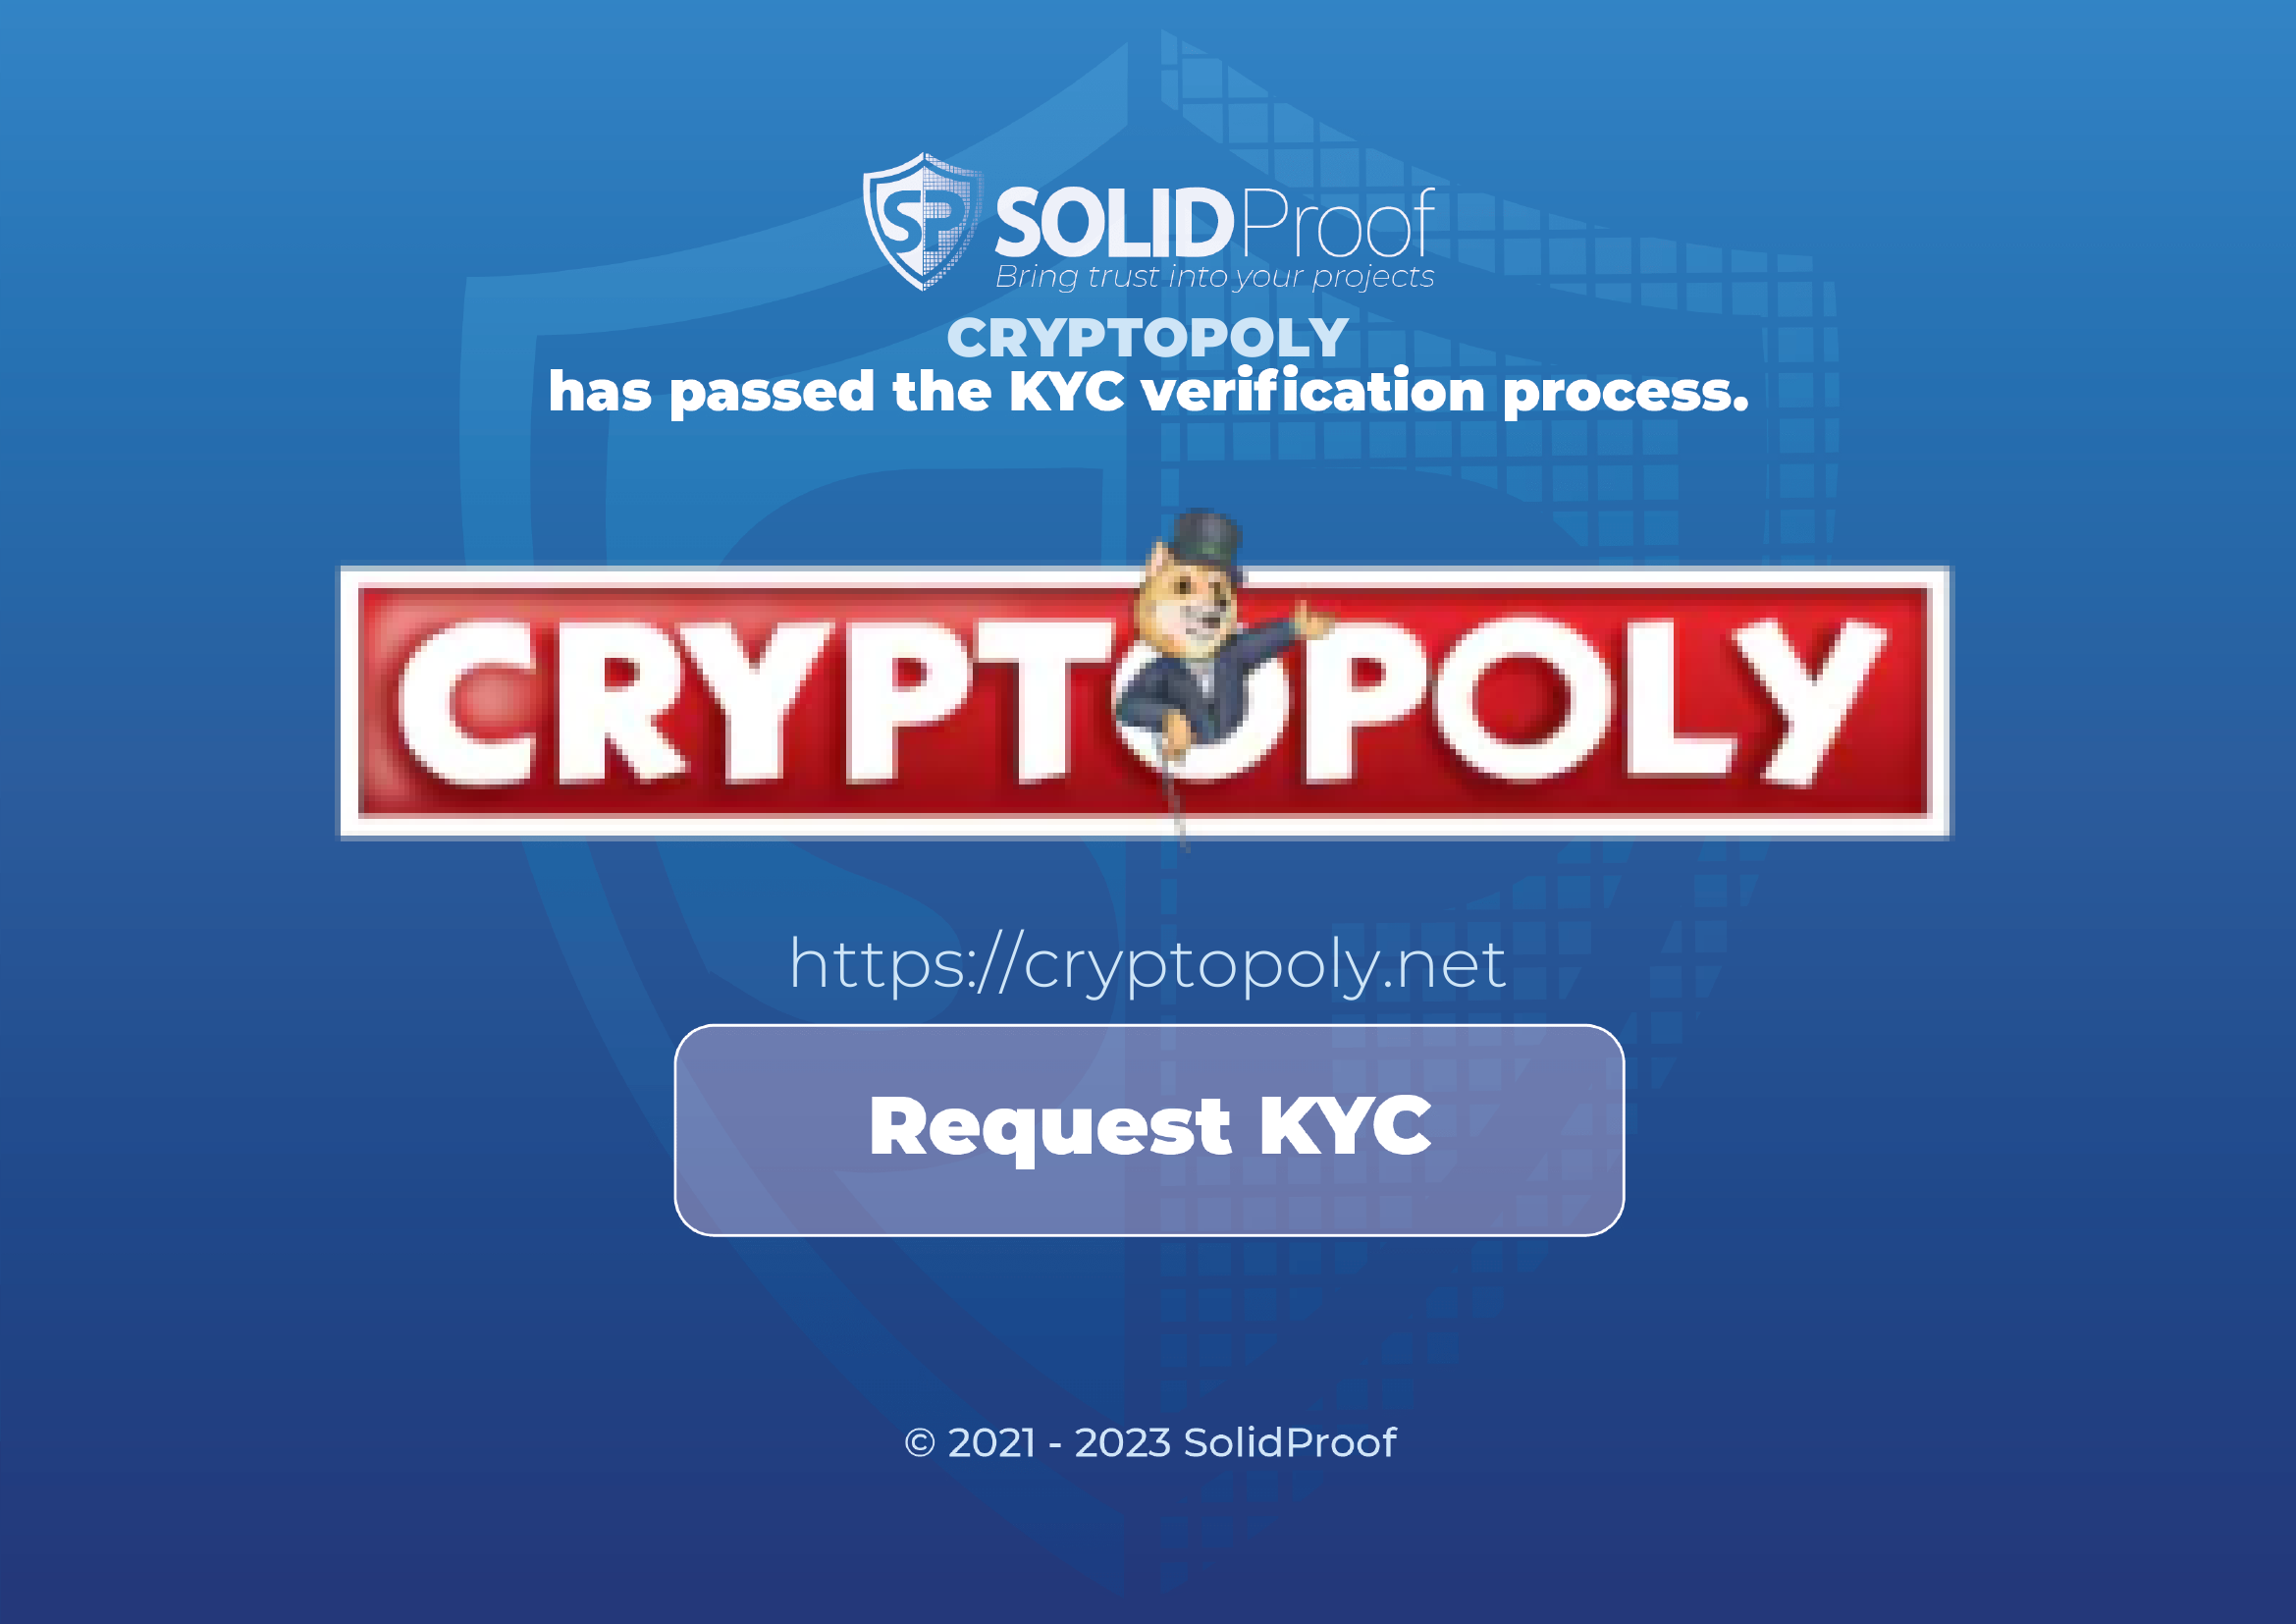 SP SOLIDProof
Bring trust into your projects
CRYPTOPOLY
has passed the KYC verification process.
CRYPTOPOLY
https://cryptopoly.net
Request KYC
© 2021 - 2023 SolidProof